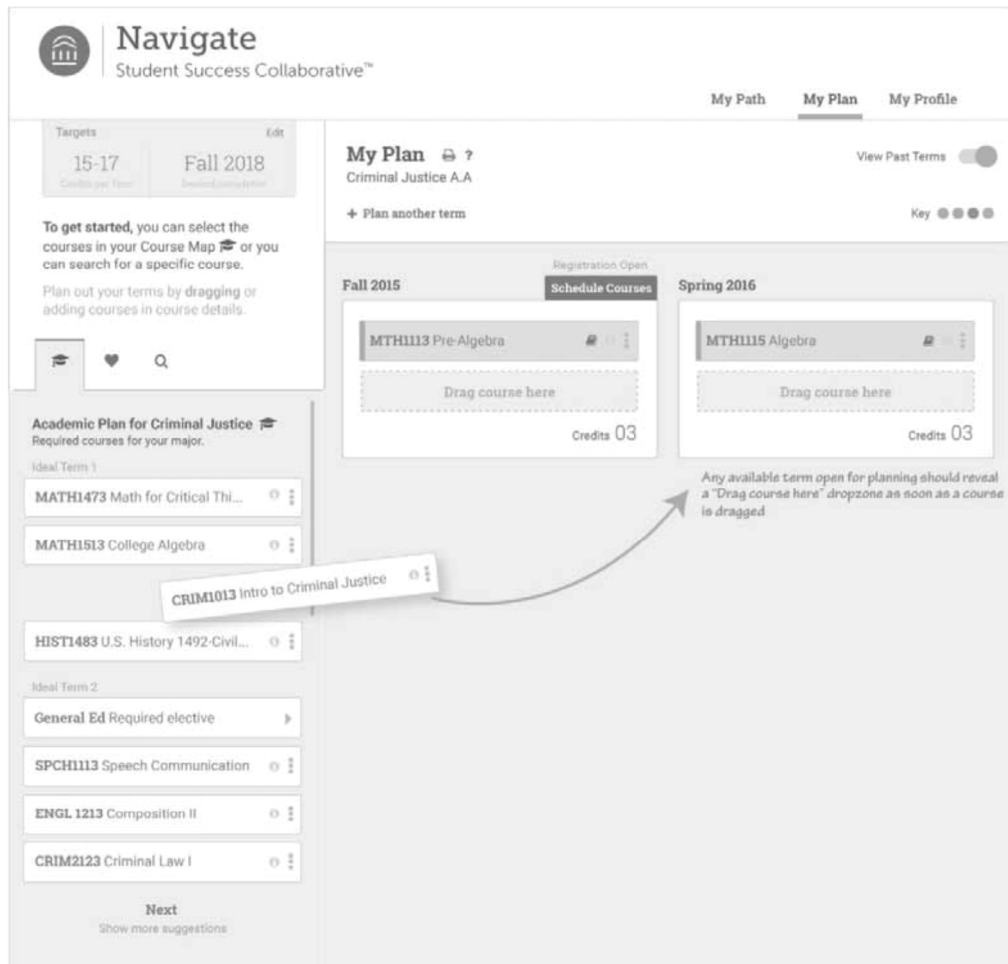 Navigate
Student Success Collaborative™
My Path My Plan My Profile
Targets Edit
15-17 Fall 2018
Credits per Term Desired completion
To get started, you can select the
courses in your Course Map or you
can search for a specific course.
Plan out your terms by dragging or
adding courses in course details.
Academic Plan for Criminal Justice
Required courses for your major.
Ideal Term 1
MATH1473 Math for Critical Thi...
MATH1513 College Algebra
CRIM1013 Intro to Criminal Justice
HIST1483 U.S. History 1492-Civil...
Ideal Term 2
General Ed Required elective
SPCH1113 Speech Communication
ENGL 1213 Composition II
CRIM2123 Criminal Law I
Next
Show more suggestions
My Plan ?
Criminal Justice A.A
View Past Terms
+ Plan another term
Key
Registration Open
Fall 2015 Schedule Courses
MTH1113 Pre-Algebra
Drag course here
Credits 03
Spring 2016
MTH1115 Algebra
Drag course here
Credits 03
Any available term open for planning should reveal
a "Drag course here" dropzone as soon as a course
is dragged